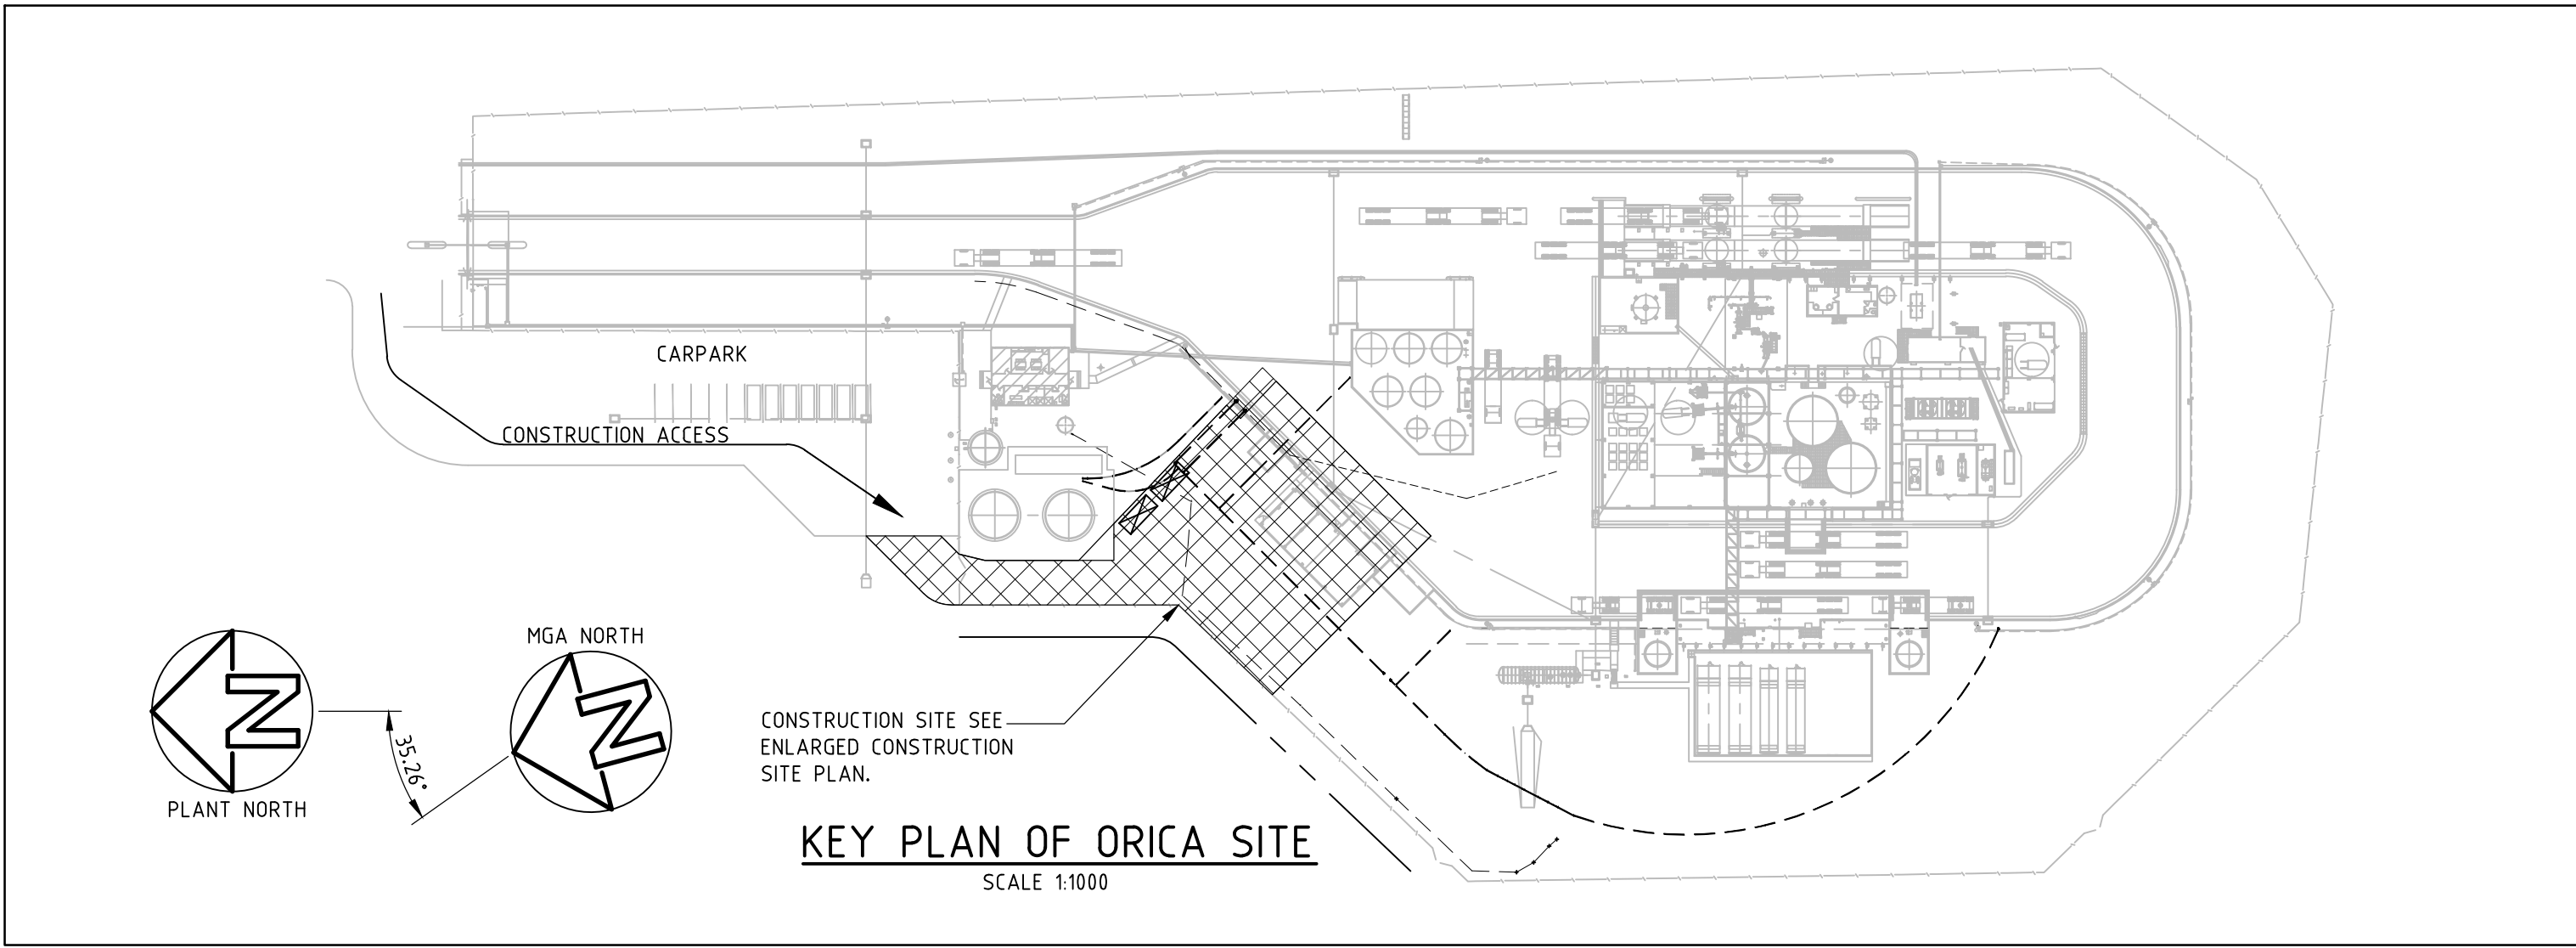 CARPARK
CONSTRUCTION ACCESS
MGA NORTH
N
N
35.26°
PLANT NORTH
CONSTRUCTION SITE SEE
ENLARGED CONSTRUCTION
SITE PLAN.
KEY PLAN OF ORICA SITE
SCALE 1:1000